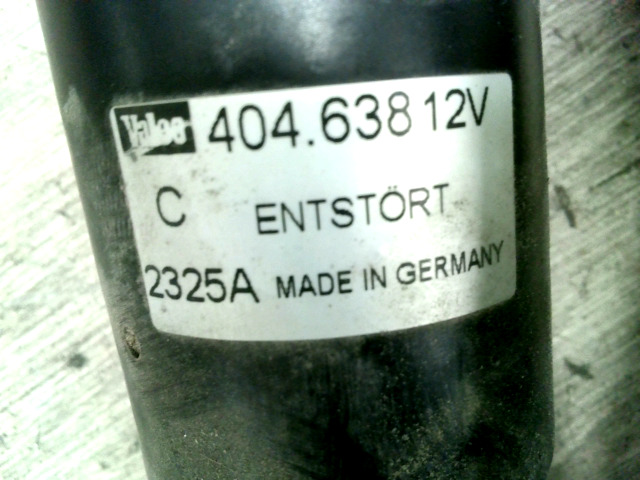 Valeo 404.638 12V
C ENTSTÖRT
2325A MADE IN GERMANY